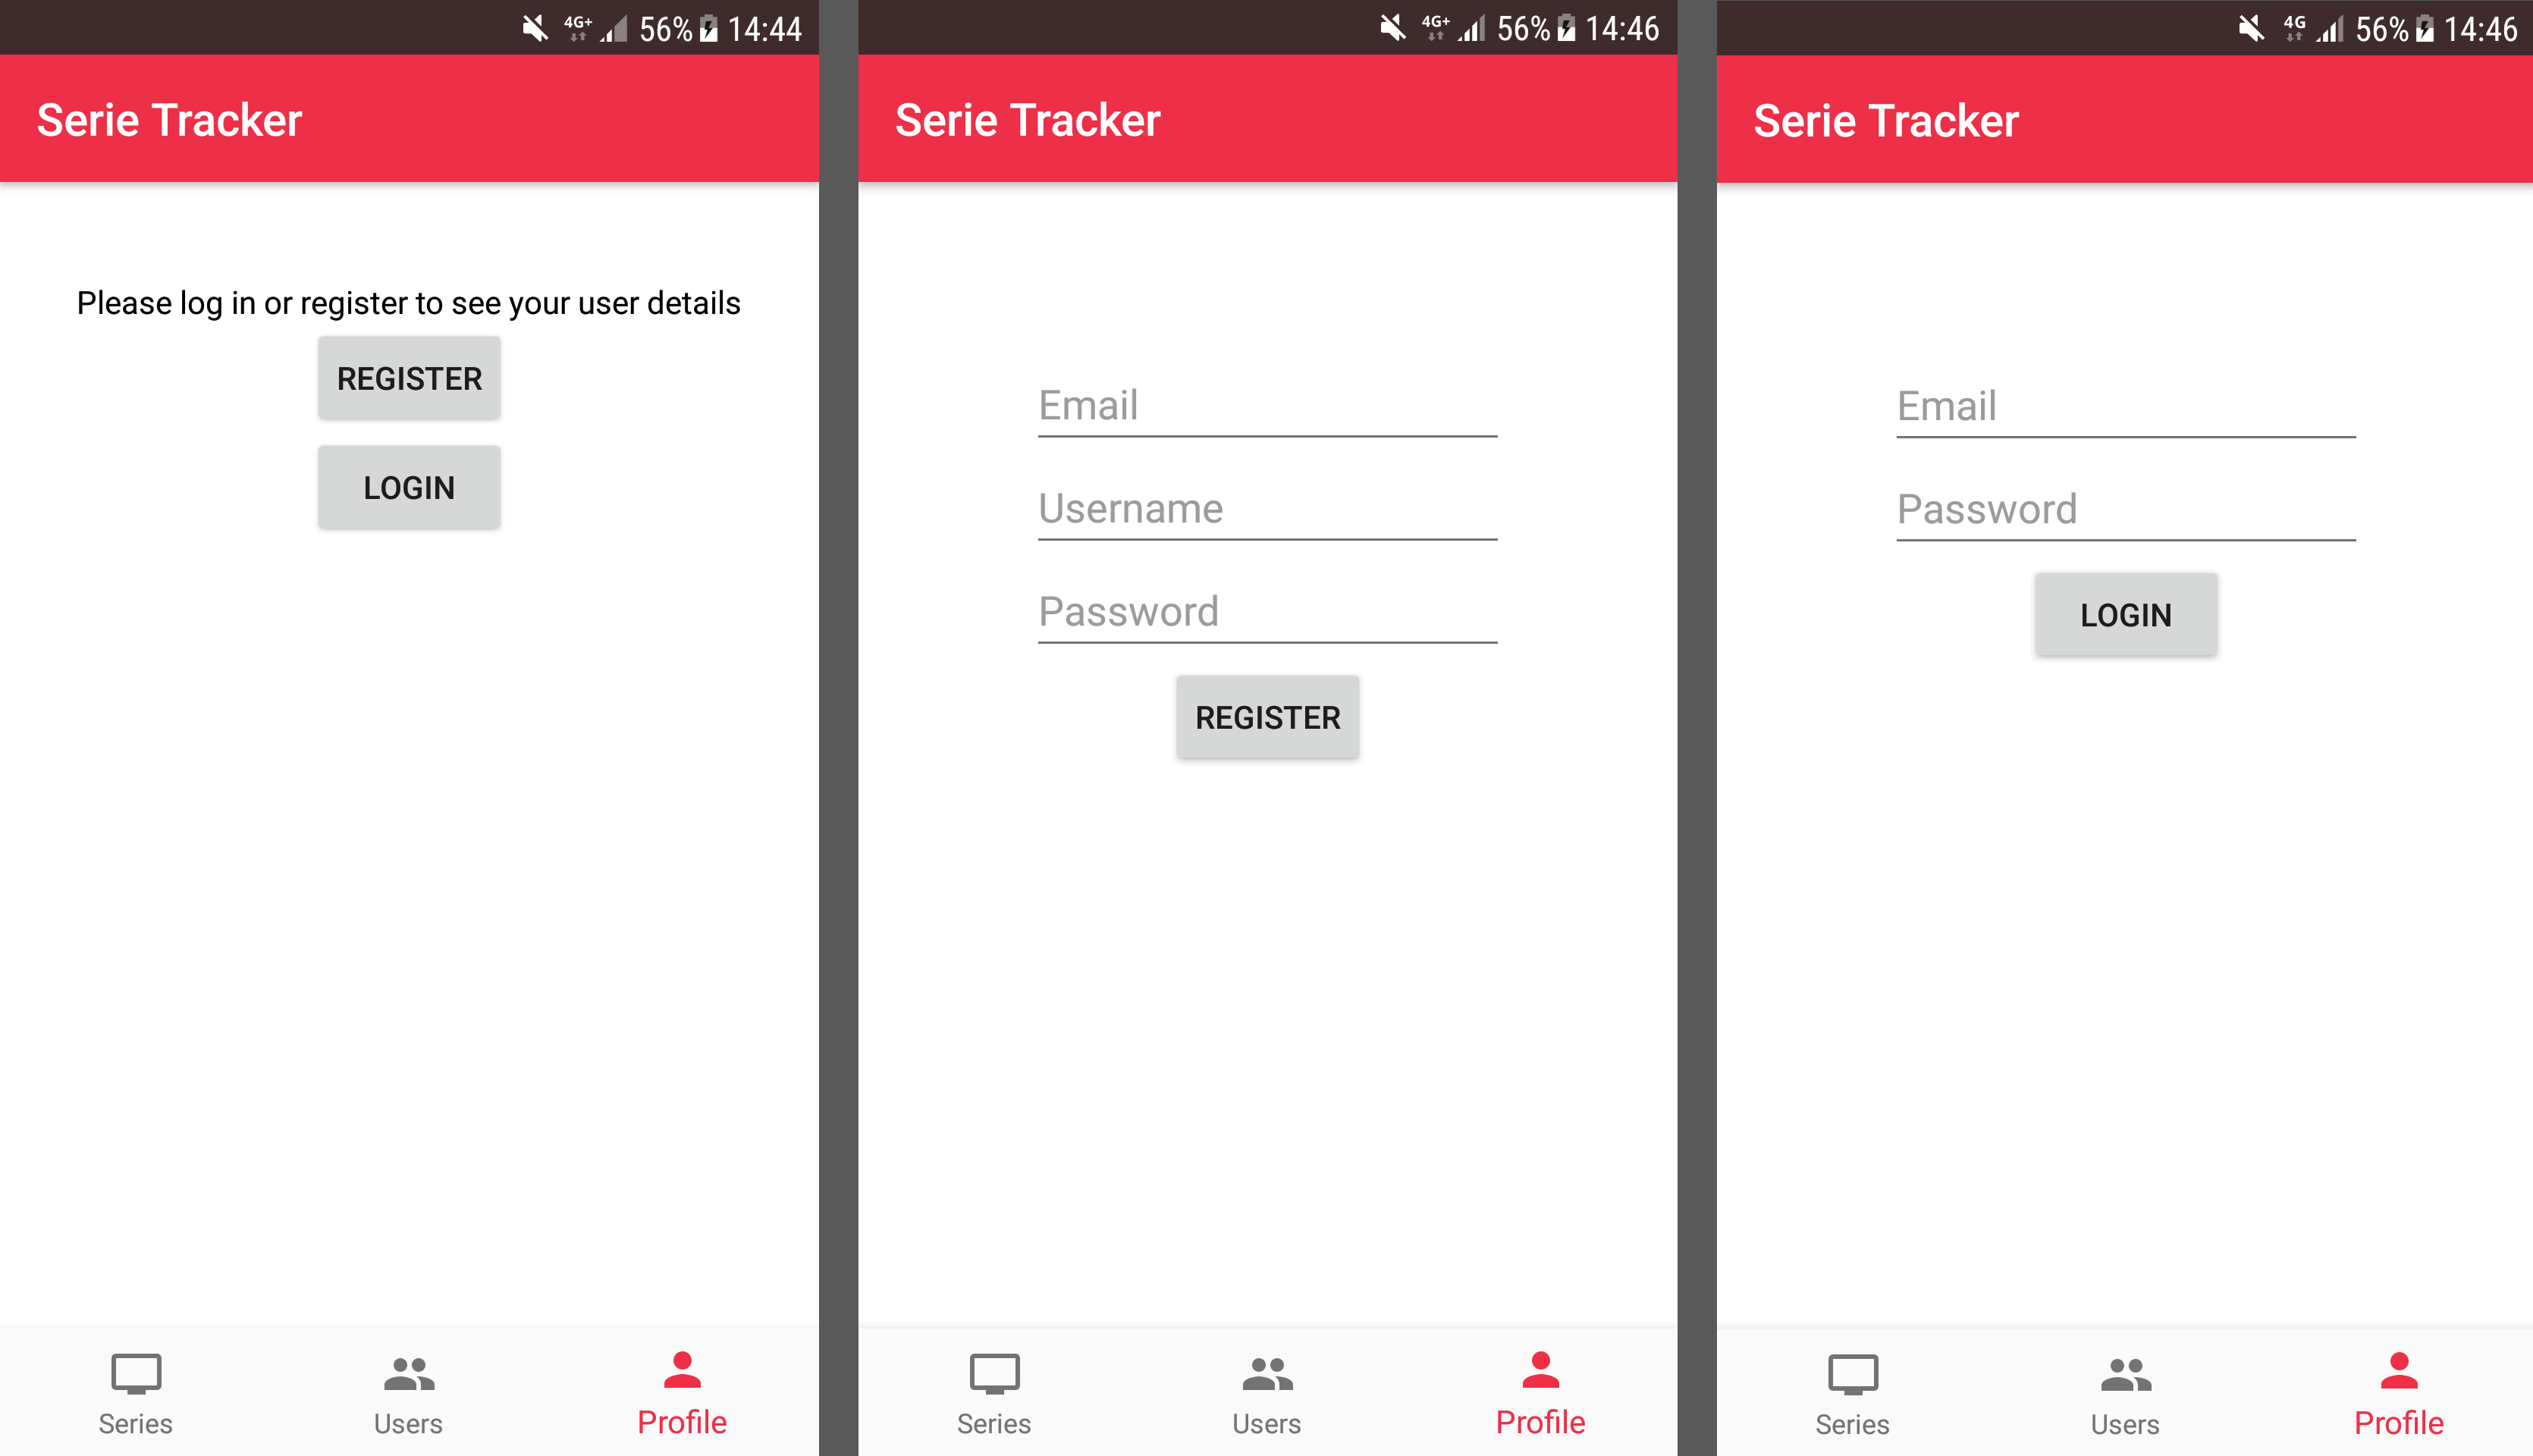 4G+ 56% 14:44
Serie Tracker
Please log in or register to see your user details
REGISTER
LOGIN
Series Users Profile
4G+ 56% 14:46
Serie Tracker
Email
Username
Password
REGISTER
Series Users Profile
4G 56% 14:46
Serie Tracker
Email
Password
LOGIN
Series Users Profile